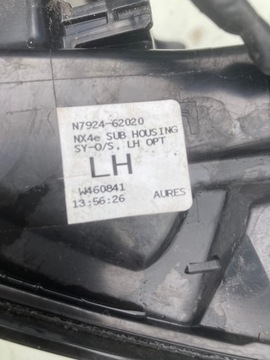 N7924-62020
NX4e SUB HOUSING
SY-O/S, LH OPT
LH
W460841
13:56:26 AURES